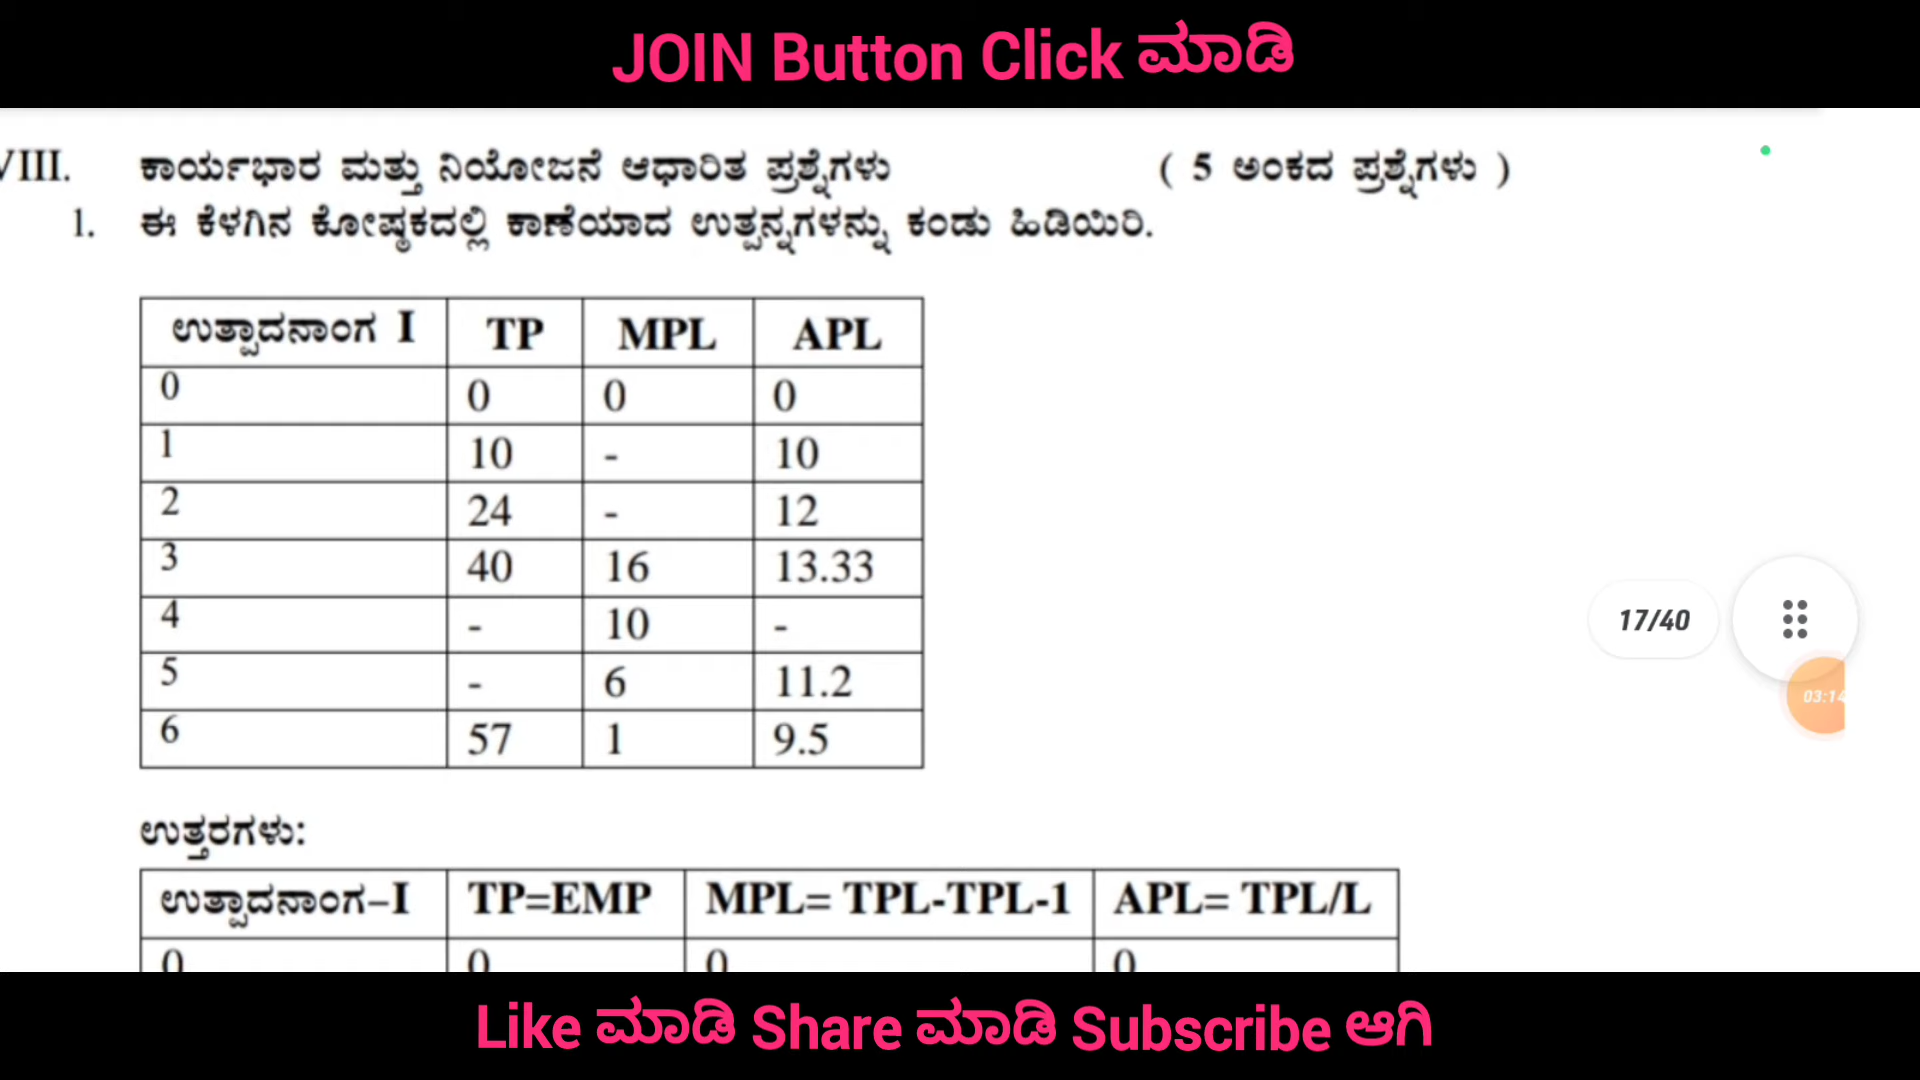 JOIN Button Click ಮಾಡಿ
VIII. ಕಾರ್ಯಭಾರ ಮತ್ತು ನಿಯೋಜನೆ ಆಧಾರಿತ ಪ್ರಶ್ನೆಗಳು ( 5 ಅಂಕದ ಪ್ರಶ್ನೆಗಳು )
1. ಈ ಕೆಳಗಿನ ಕೋಷ್ಠಕದಲ್ಲಿ ಕಾಣೆಯಾದ ಉತ್ಪನ್ನಗಳನ್ನು ಕಂಡು ಹಿಡಿಯಿರಿ.
ಉತ್ಪಾದನಾಂಗ I TP MPL APL
0 0 0 0
1 10 - 10
2 24 - 12
3 40 16 13.33
4 - 10 -
5 - 6 11.2
6 57 1 9.5
17/40
03:14
ಉತ್ತರಗಳು:
ಉತ್ಪಾದನಾಂಗ–I TP=EMP MPL= TPL-TPL-1 APL= TPL/L
0 0 0 0
Like ಮಾಡಿ Share ಮಾಡಿ Subscribe ಆಗಿ